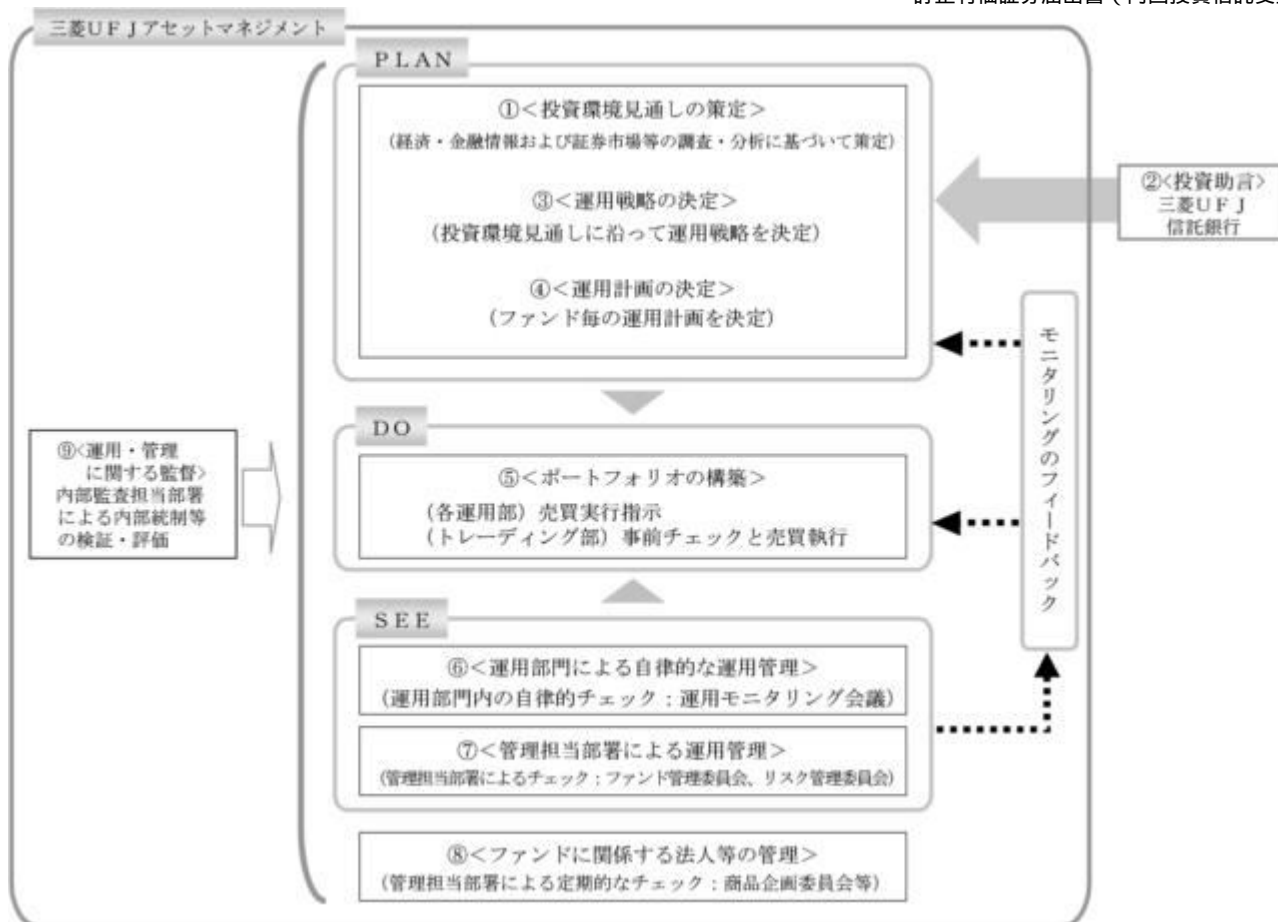 三菱UFJアセットマネジメント
PLAN
①<投資環境見通しの策定>
(経済・金融情報および証券市場等の調査・分析に基づいて策定)
③<運用戦略の決定>
(投資環境見通しに沿って運用戦略を決定)
④<運用計画の決定>
(ファンド毎の運用計画を決定)
②<投資助言>
三菱UFJ
信託銀行
モニタリングのフィードバック
DO
⑤<ポートフォリオの構築>
(各運用部)売買実行指示
(トレーディング部)事前チェックと売買執行
⑨<運用・管理
に関する監督>
内部監査担当部署
による内部統制等
の検証・評価
SEE
⑥<運用部門による自律的な運用管理>
(運用部門内の自律的チェック:運用モニタリング会議)
⑦<管理担当部署による運用管理>
(管理担当部署によるチェック:ファンド管理委員会、リスク管理委員会)
⑧<ファンドに関係する法人等の管理>
(管理担当部署による定期的なチェック:商品企画委員会等)